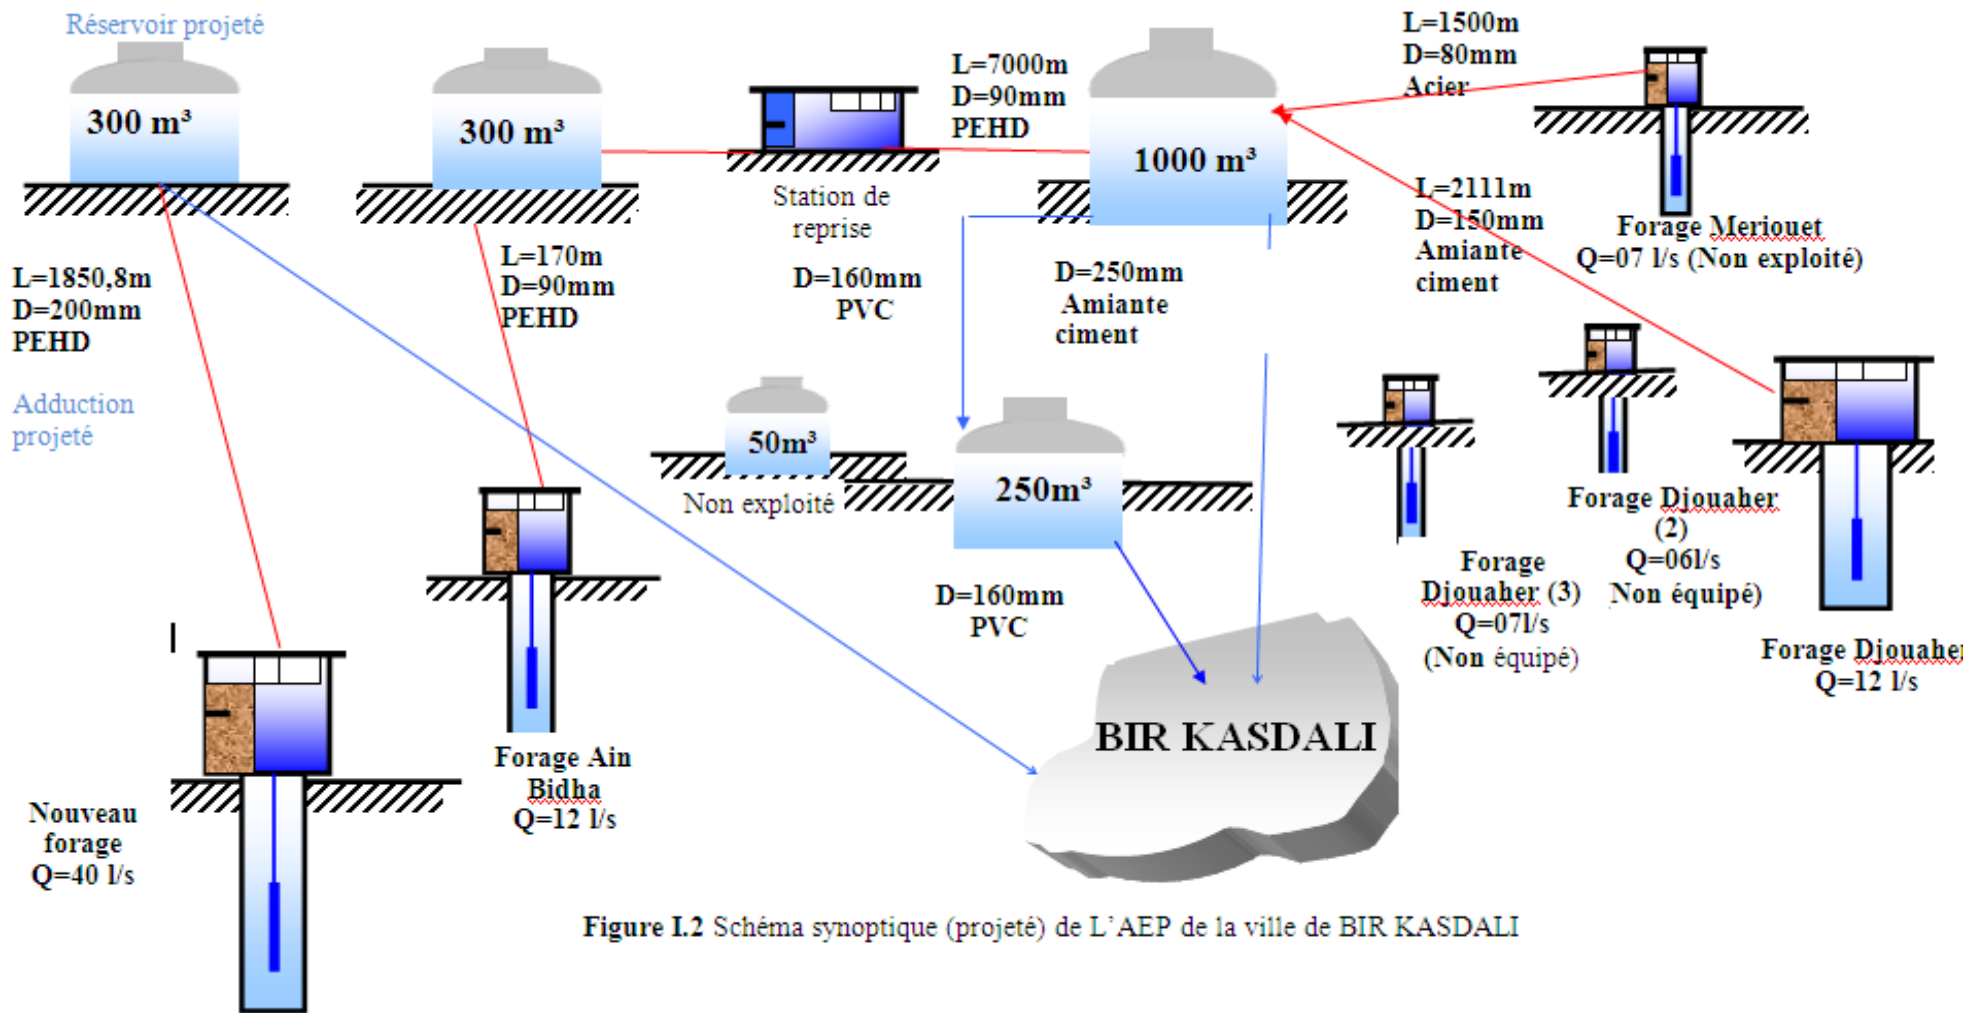 Réservoir projeté
300 m³
300 m³
L=7000m
D=90mm
PEHD
1000 m³
L=1500m
D=80mm
Acier
Station de
reprise
L=2111m
D=150mm
Amiante
ciment
Forage Meriouet
Q=07 l/s (Non exploité)
L=1850,8m
D=200mm
PEHD
L=170m
D=90mm
PEHD
D=160mm
PVC
D=250mm
Amiante
ciment
Adduction
projeté
50m³
Non exploité
250m³
Forage Djouaher
(2)
Q=06l/s
Non équipé)
Forage
Djouaher (3)
Q=07l/s
(Non équipé)
D=160mm
PVC
Forage Djouaher
Q=12 l/s
BIR KASDALI
Forage Ain
Bidha
Q=12 l/s
Nouveau
forage
Q=40 l/s
Figure I.2 Schéma synoptique (projeté) de L'AEP de la ville de BIR KASDALI